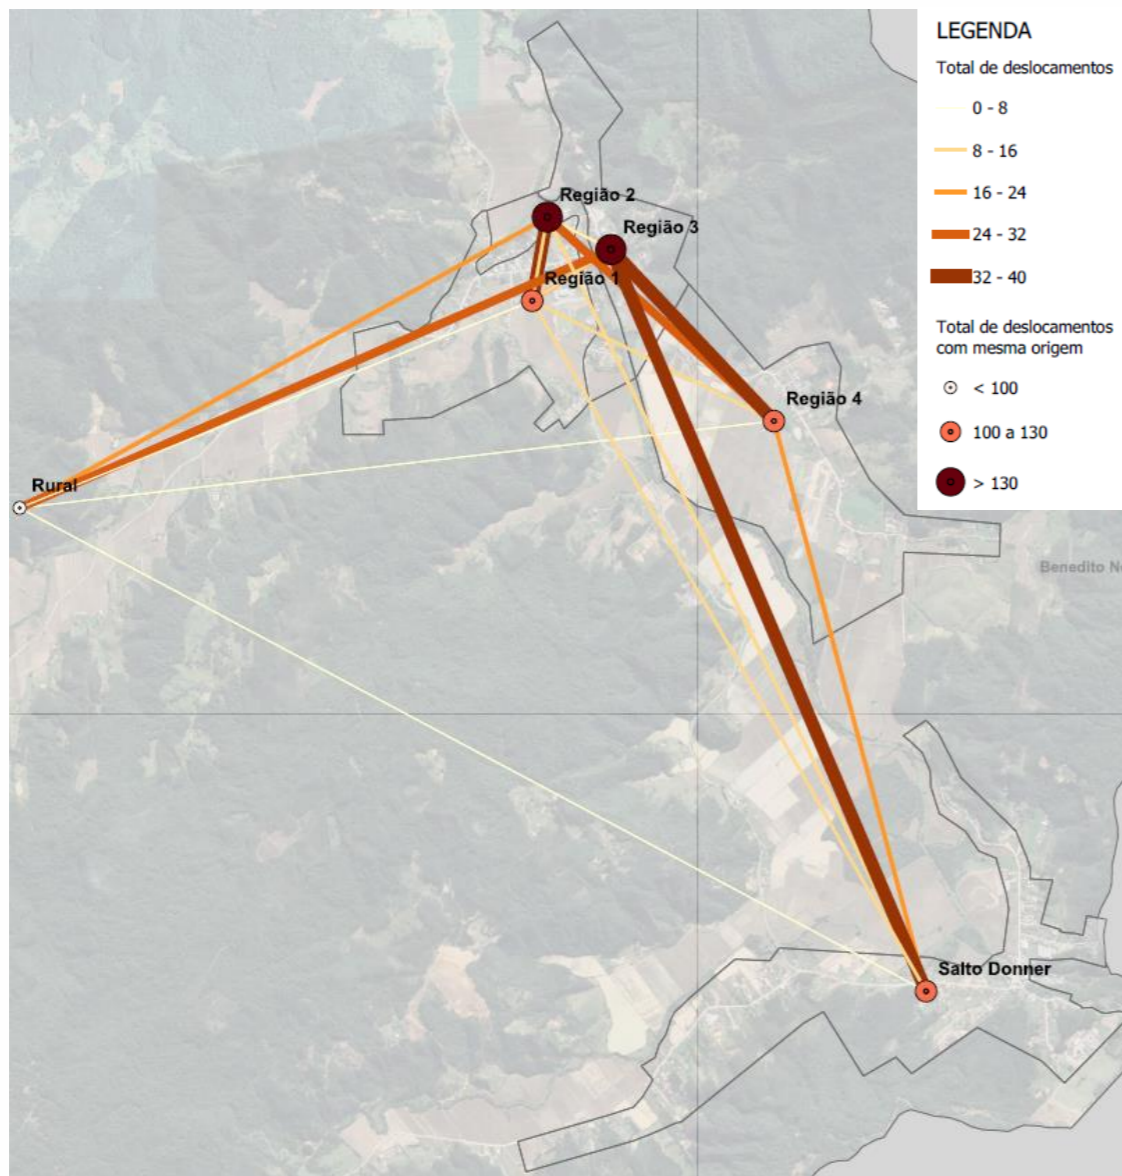 LEGENDA
Total de deslocamentos
0 - 8
8 - 16
16 - 24
24 - 32
32 - 40
Total de deslocamentos
com mesma origem
< 100
100 a 130
> 130
Região 2
Região 3
Região 1
Região 4
Rural
Benedito
Salto Donner